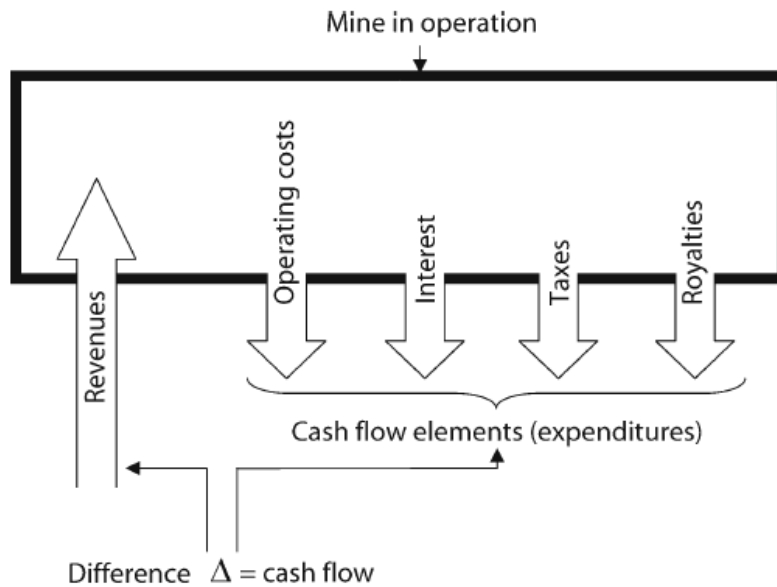 Mine in operation
Revenues
Operating costs
Interest
Taxes
Royalties
Cash flow elements (expenditures)
Difference Δ = cash flow